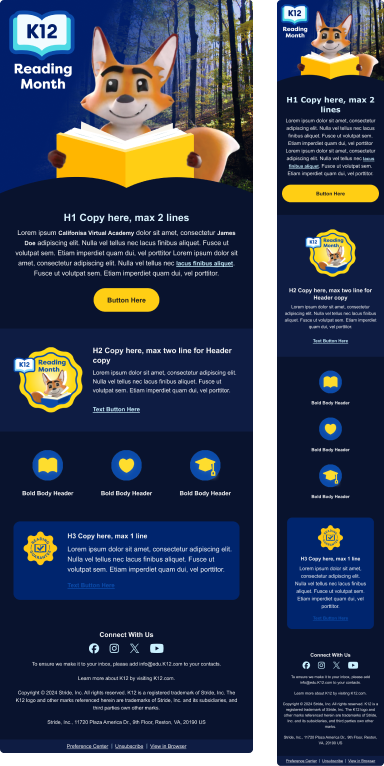 K12
Reading
Month
H1 Copy here, max 2 lines
Lorem ipsum Califonisa Virtual Academy dolor sit amet, consectetur James
Doe adipiscing elit. Nulla vel tellus nec lacus finibus aliquet. Fusce ut
volutpat sem. Etiam imperdiet dui vel, porttitor Lorem ipsum dolor sit
amet, consectetur adipiscing elit. Nulla vel tellus nec lacus finibus aliquet.
Fusce ut volutpat sem. Etiam imperdiet dui vel, porttitor.
Button Here
K12
Reading
Month
H2 Copy here, max two line for Header
copy
Lorem ipsum dolor sit amet, consectetur adipiscing elit.
Nulla vel tellus nec lacus finibus aliquet. Fusce ut
volutpat sem. Etiam imperdiet dui vel, porttitor.
Text Button Here
Bold Body Header
Bold Body Header
Bold Body Header
H3 Copy here, max 1 line
Lorem ipsum dolor sit amet, consectetur adipiscing elit.
Nulla vel tellus nec lacus finibus aliquet. Fusce ut
volutpat sem. Etiam imperdiet dui vel, porttitor.
Text Button Here
Connect With Us
To ensure we make it to your inbox, please add info@edu.K12.com to your contacts.
Learn more about K12 by visiting K12.com.
Copyright © 2024 Stride, Inc. All rights reserved. K12 is a registered trademark of Stride, Inc. The
K12 logo and other marks referenced herein are trademarks of Stride, Inc. and its subsidiaries, and
third parties own other marks.
Stride, Inc., 11720 Plaza America Dr., 9th Floor, Reston, VA, 20190 US
Preference Center | Unsubscribe | View in Browser
K12
Reading
Month
H1 Copy here, max 2
lines
Lorem ipsum dolor sit amet, consectetur
adipiscing elit. Nulla vel tellus nec lacus
finibus aliquet. Fusce ut volutpat sem.
Etiam imperdiet dui vel, porttitor
Lorem ipsum dolor sit amet, consectetur
adipiscing elit. Nulla vel tellus nec lacus
finibus aliquet. Fusce ut volutpat sem.
Etiam imperdiet dui vel, porttitor.
Button Here
K12
Reading
Month
H2 Copy here, max two line for
Header copy
Lorem ipsum dolor sit amet, consectetur
adipiscing elit. Nulla vel tellus nec lacus
finibus aliquet. Fusce ut volutpat sem. Etiam
imperdiet dui vel, porttitor.
Text Button Here
Bold Body Header
Bold Body Header
Bold Body Header
H3 Copy here, max 1 line
Lorem ipsum dolor sit amet,
consectetur adipiscing elit. Nulla
vel tellus nec lacus finibus
aliquet. Fusce ut volutpat sem.
Etiam imperdiet dui vel,
porttitor.
Text Button Here
Connect With Us
To ensure we make it to your inbox, please add
info@edu.K12.com to your contacts.
Learn more about K12 by visiting K12.com.
Copyright © 2024 Stride, Inc. All rights reserved. K12 is a
registered trademark of Stride, Inc. The K12 logo and
other marks referenced herein are trademarks of Stride,
Inc. and its subsidiaries, and third parties own other
marks.
Stride, Inc., 11720 Plaza America Dr., 9th Floor, Reston,
VA, 20190 US
Preference Center | Unsubscribe | View in Browser